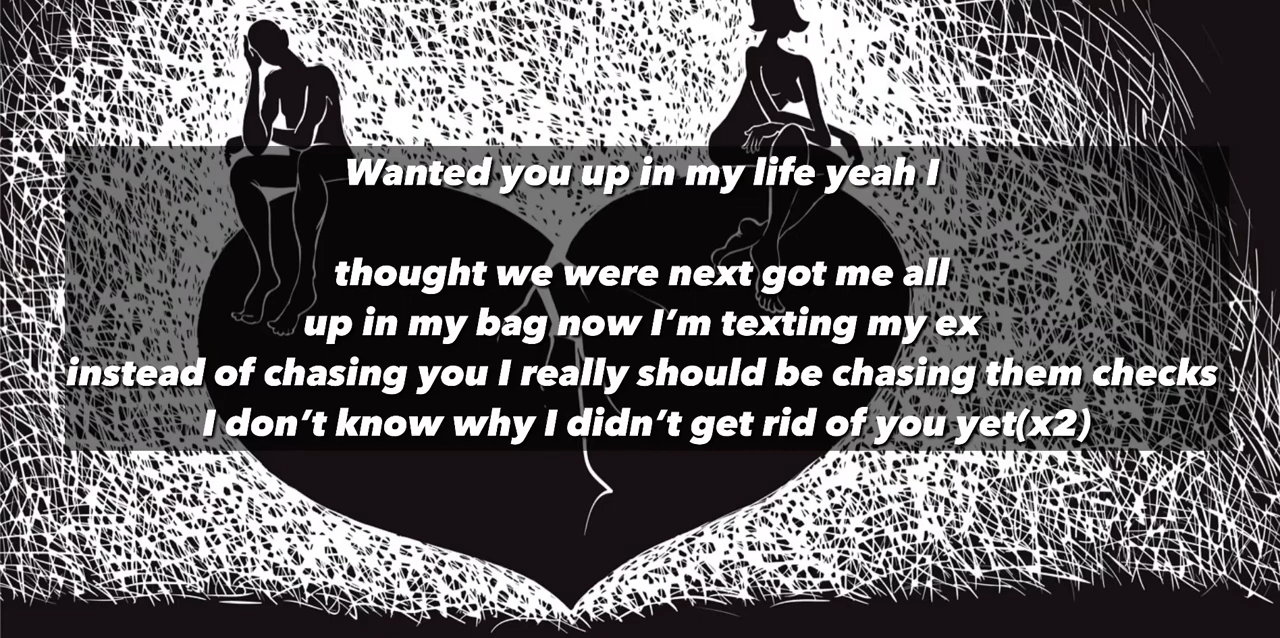 Wanted you up in my life yeah I
thought we were next got me all
up in my bag now I’m texting my ex
instead of chasing you I really should be chasing them checks
I don’t know why I didn’t get rid of you yet(x2)